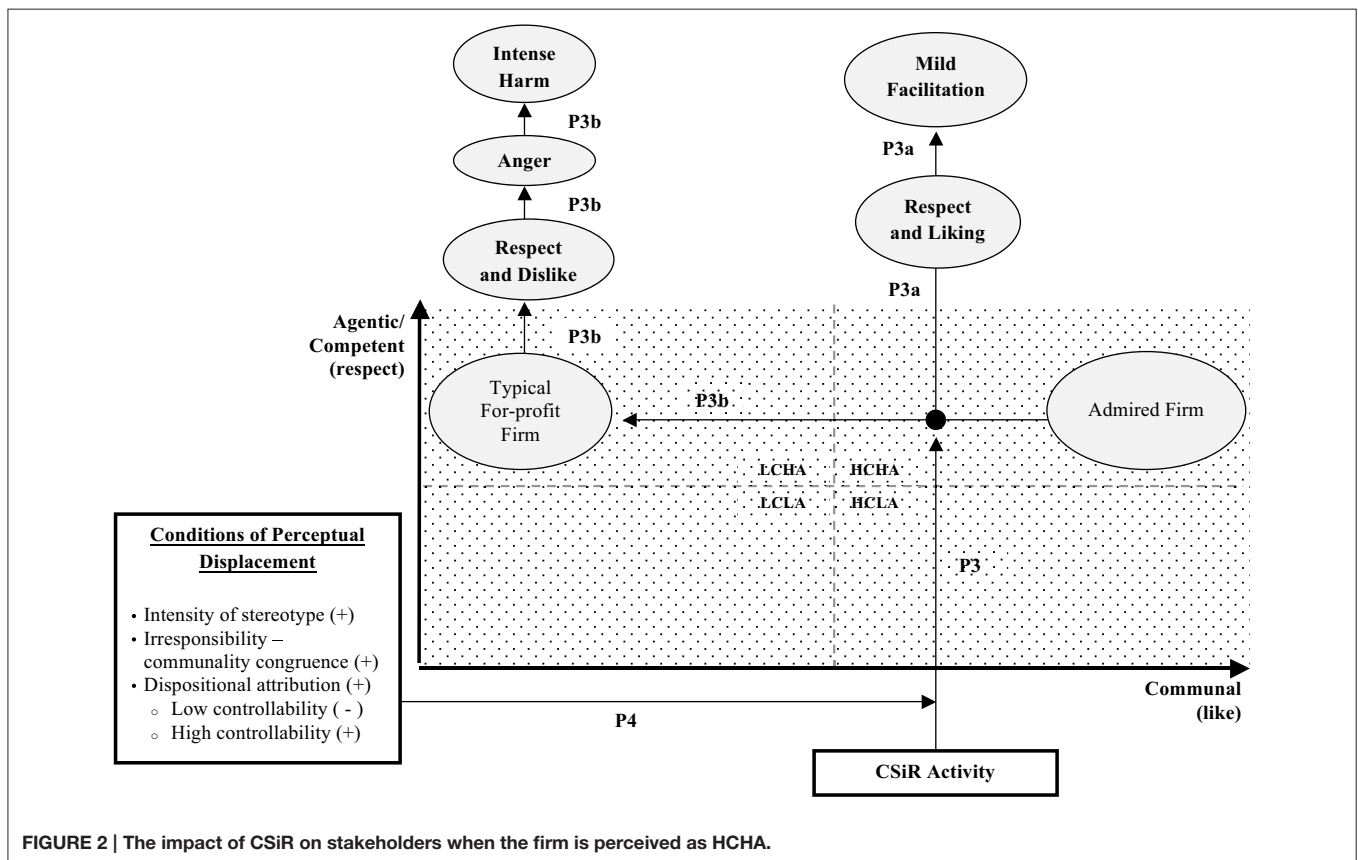 Intense
Harm
P3b
Anger
P3b
Respect
and Dislike
P3b
Mild
Facilitation
P3a
Respect
and Liking
P3a
Agentic/
Competent
(respect)
Typical
For-profit
Firm
P3b
Admired Firm
LCHA
HCHA
LCLA
HCLA
Conditions of Perceptual
Displacement
• Intensity of stereotype (+)
• Irresponsibility –
communality congruence (+)
• Dispositional attribution (+)
○ Low controllability ( - )
○ High controllability (+)
P3
P4
Communal
(like)
CSiR Activity
FIGURE 2 | The impact of CSiR on stakeholders when the firm is perceived as HCHA.